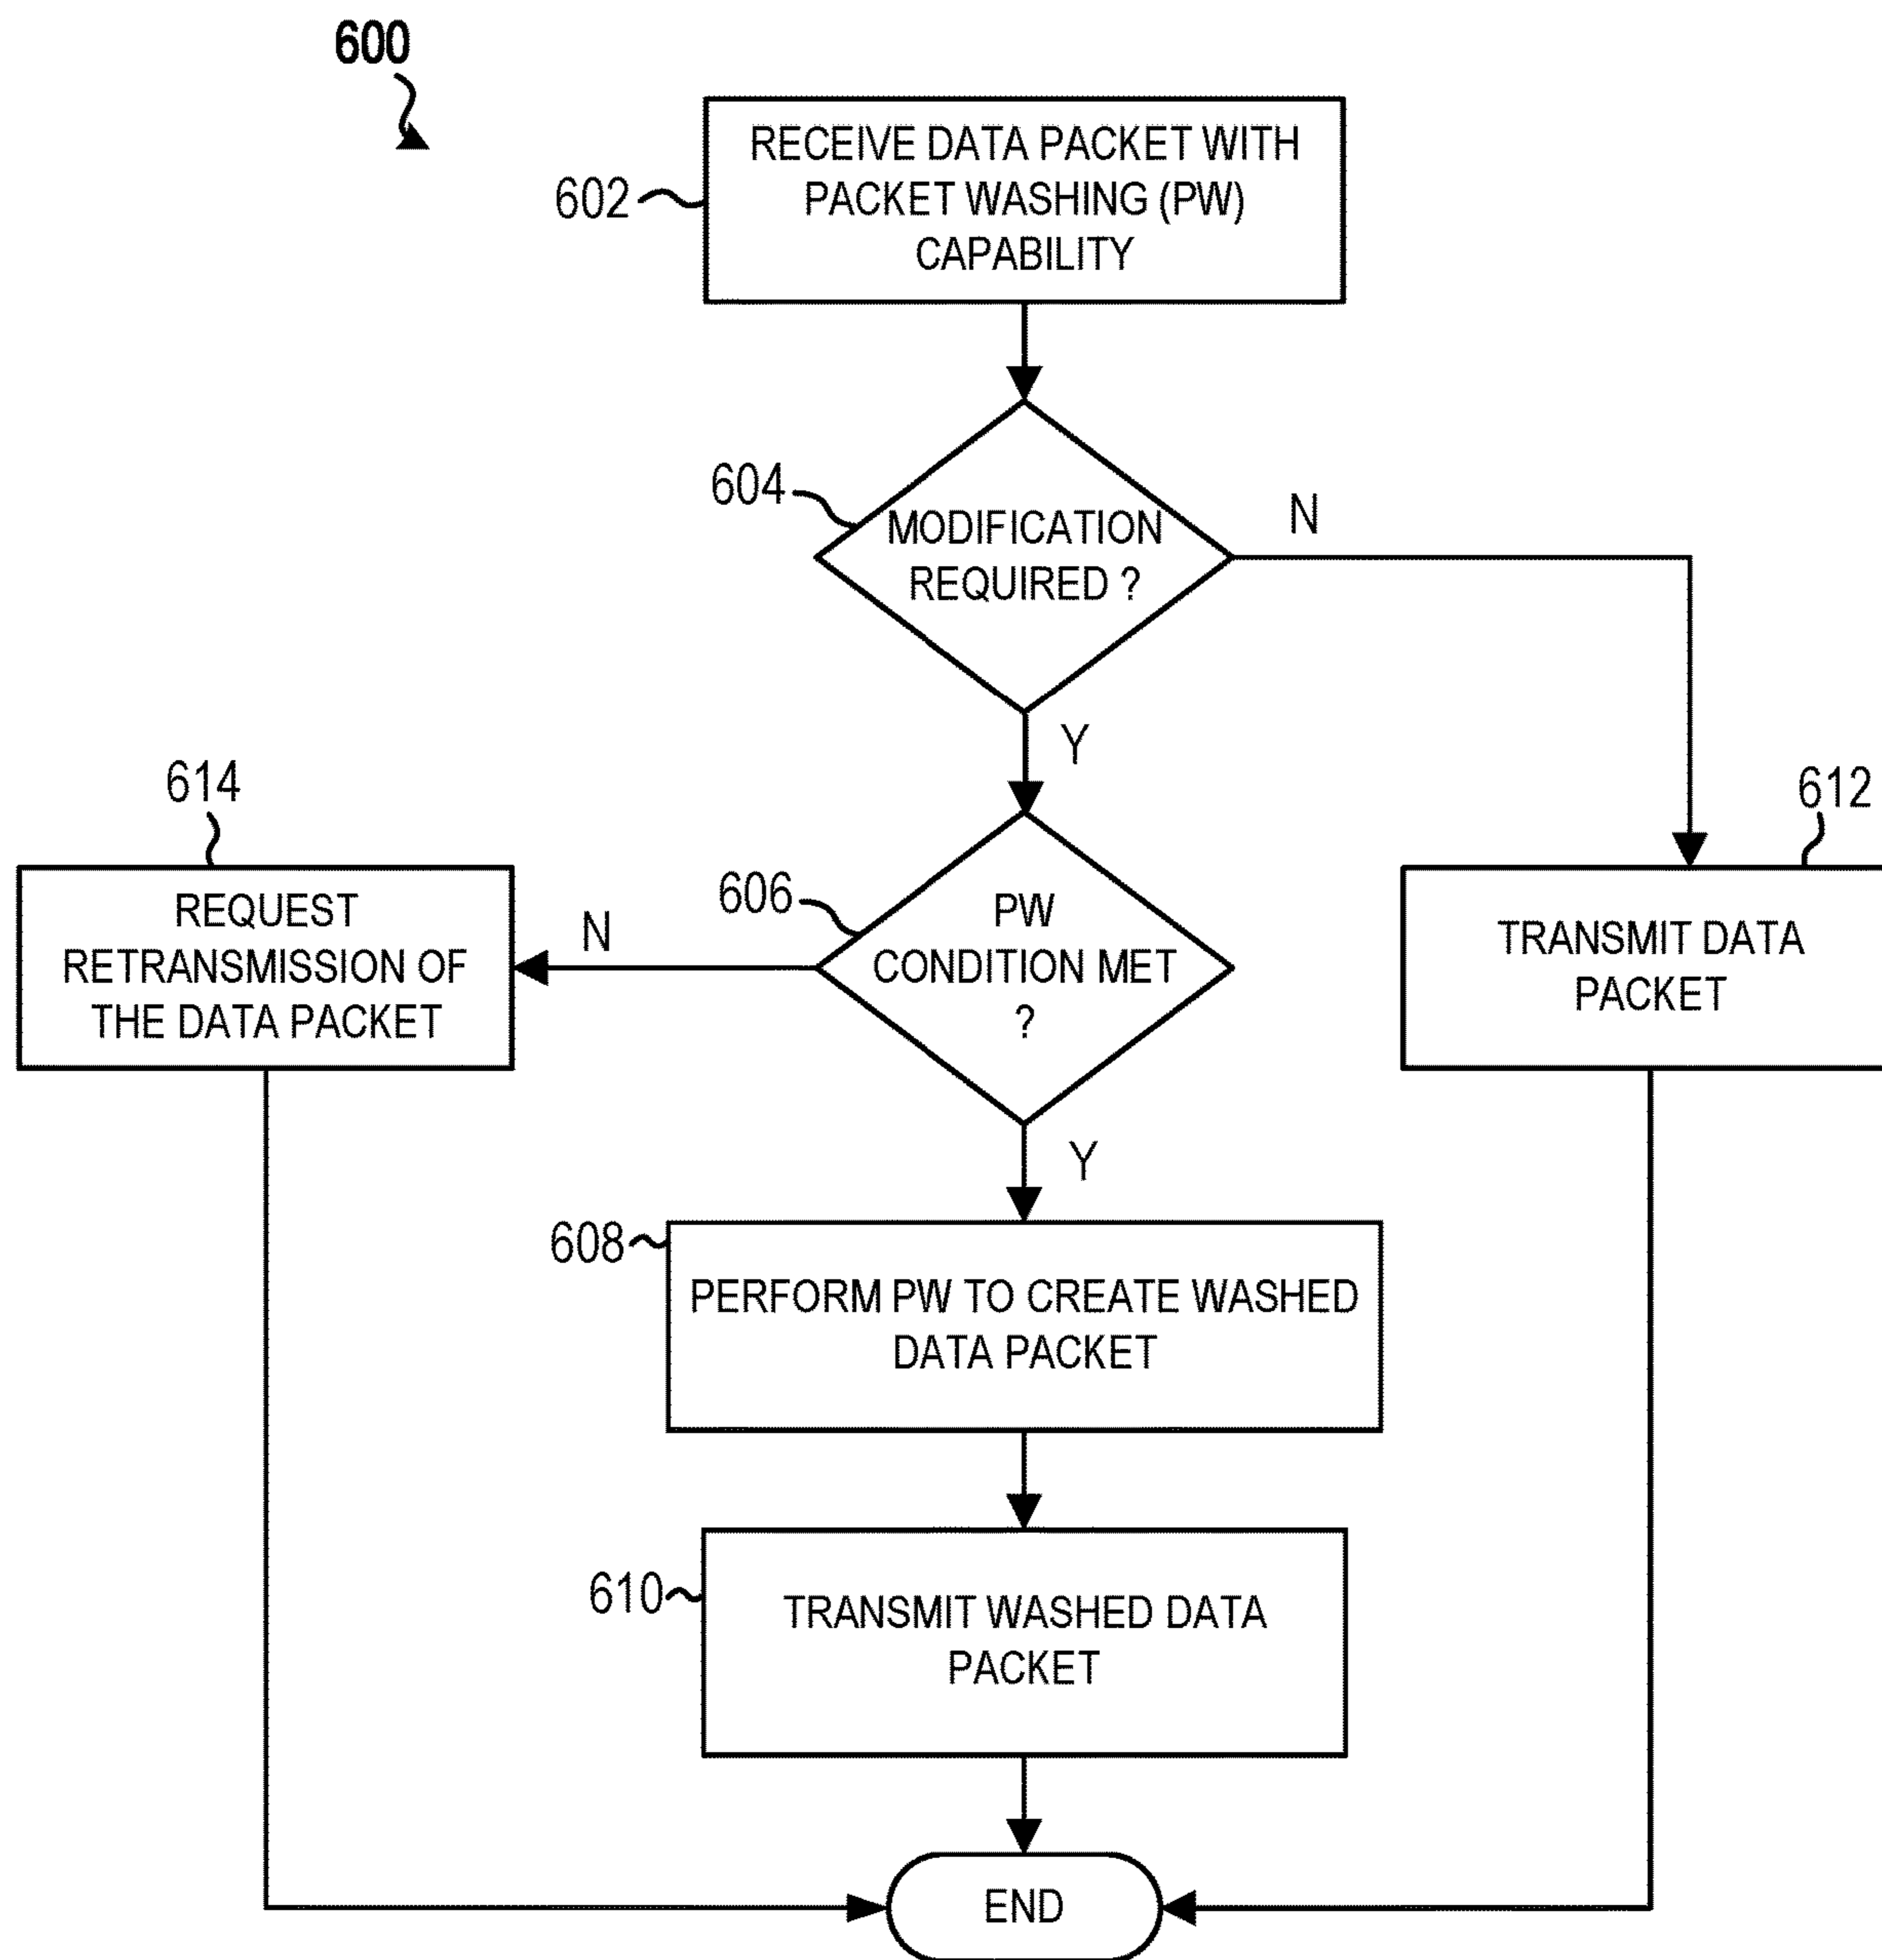 600
602
RECEIVE DATA PACKET WITH
PACKET WASHING (PW)
CAPABILITY
604
MODIFICATION
REQUIRED ?
N
Y
614
REQUEST
RETRANSMISSION OF
THE DATA PACKET
N
606
PW
CONDITION MET
?
612
TRANSMIT DATA
PACKET
Y
608
PERFORM PW TO CREATE WASHED
DATA PACKET
610
TRANSMIT WASHED DATA
PACKET
END